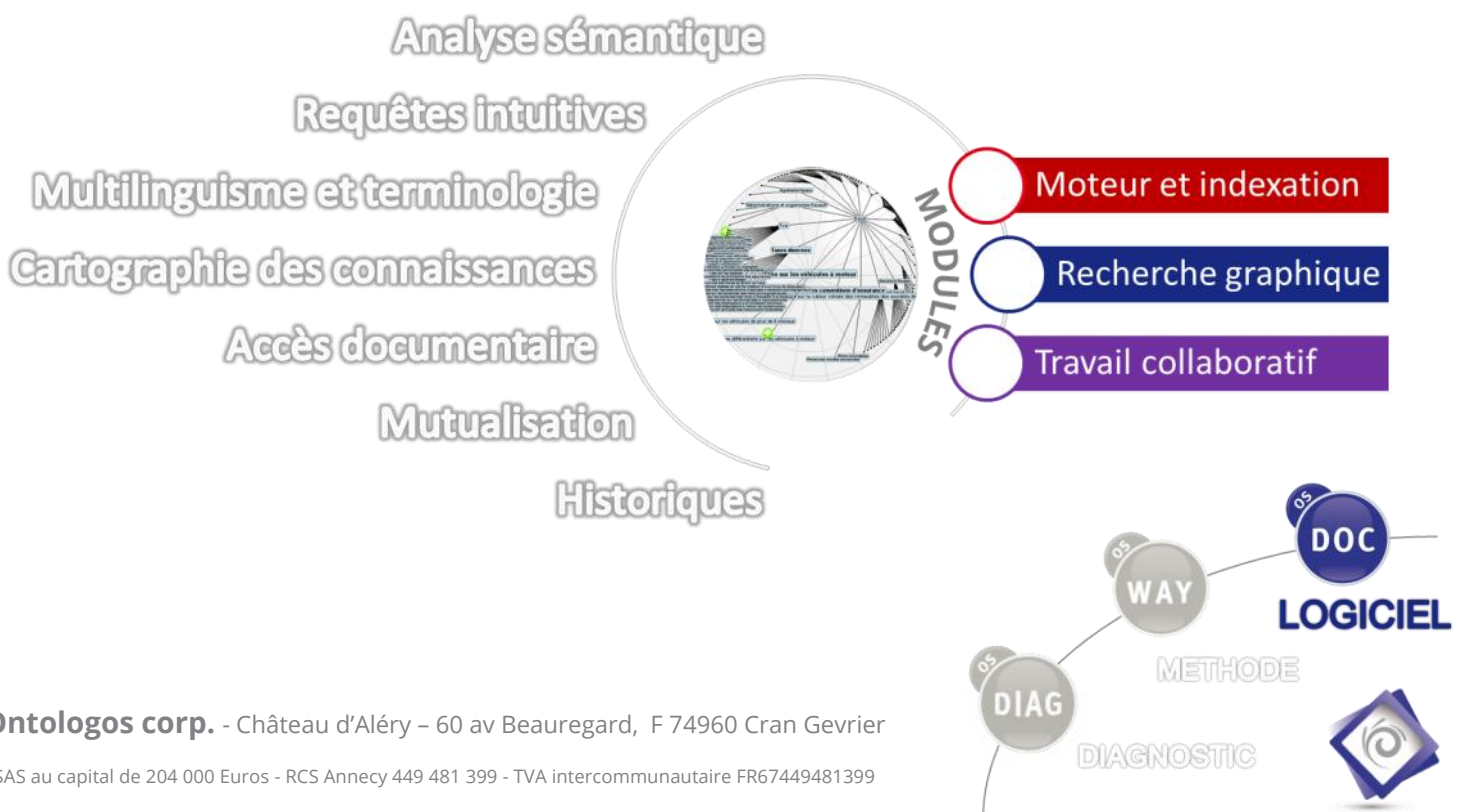 Analyse sémantique
Requêtes intuitives
Multilinguisme et terminologie
Cartographie des connaissances
Accès documentaire
Mutualisation
Historiques
MODULES
Moteur et indexation
Recherche graphique
Travail collaboratif
OS
DOC
LOGICIEL
OS
WAY
METHODE
OS
DIAG
DIAGNOSTIC
Ontologos corp. - Château d'Aléry – 60 av Beauregard, F 74960 Cran Gevrier
SAS au capital de 204 000 Euros - RCS Annecy 449 481 399 - TVA intercommunautaire FR67449481399